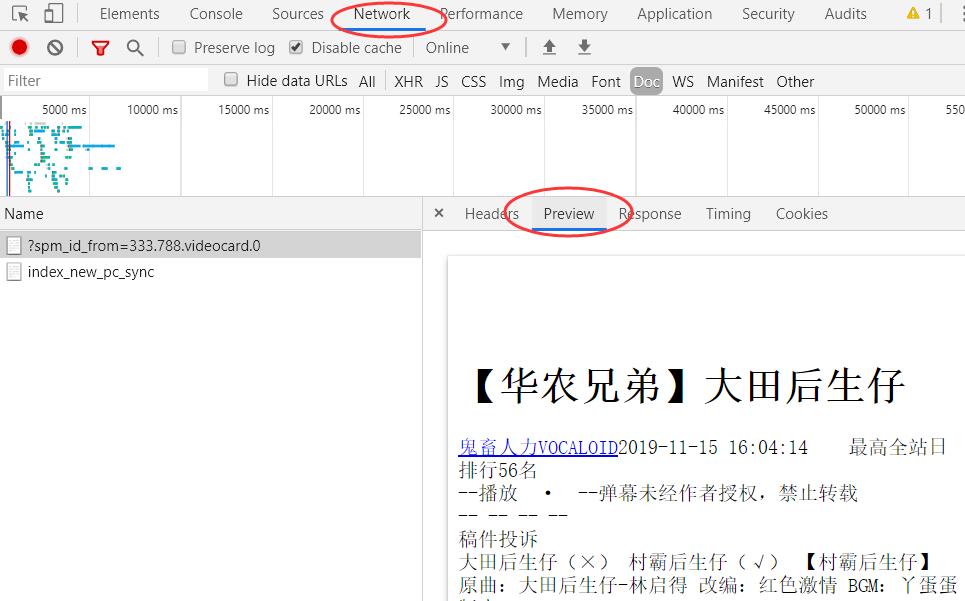 Elements Console Sources Network Performance Memory Application Security Audits 1
Preserve log Disable cache Online
Filter Hide data URLs All XHR JS CSS Img Media Font Doc WS Manifest Other
5000 ms 10000 ms 15000 ms 20000 ms 25000 ms 30000 ms 35000 ms 40000 ms 45000 ms 50000 ms 550
Name × Headers Preview Response Timing Cookies
?spm_id_from=333.788.videocard.0
index_new_pc_sync
【华农兄弟】大田后生仔
鬼畜人力VOCALOID2019-11-15 16:04:14 最高全站日
排行56名
--播放 · --弹幕未经作者授权，禁止转载
-- -- -- --
稿件投诉
大田后生仔（×） 村霸后生仔（√） 【村霸后生仔】
原曲：大田后生仔-林启得 改编：红色激情 BGM：丫蛋蛋